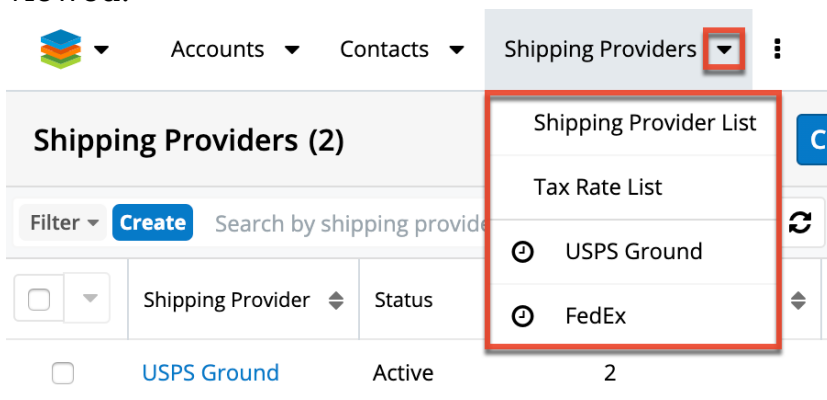 Accounts Contacts Shipping Providers
Shipping Providers (2)
Shipping Provider List
Tax Rate List
USPS Ground
FedEx
Filter Create Search by shipping provide
Shipping Provider Status
USPS Ground Active 2